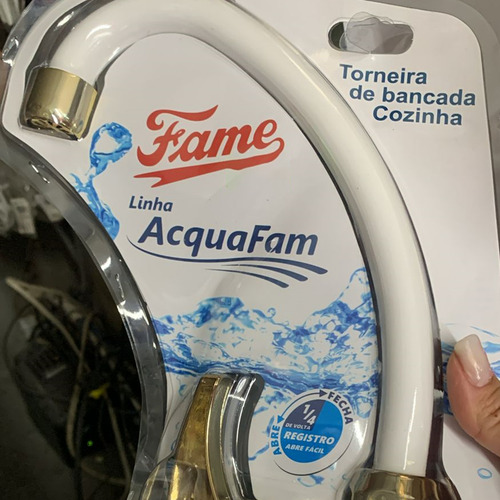 Torneira
de bancada
Cozinha
Fame
Linha
AcquaFam
ABRE
1/4
DE VOLTA
FECHA
REGISTRO
ABRE FÁCIL